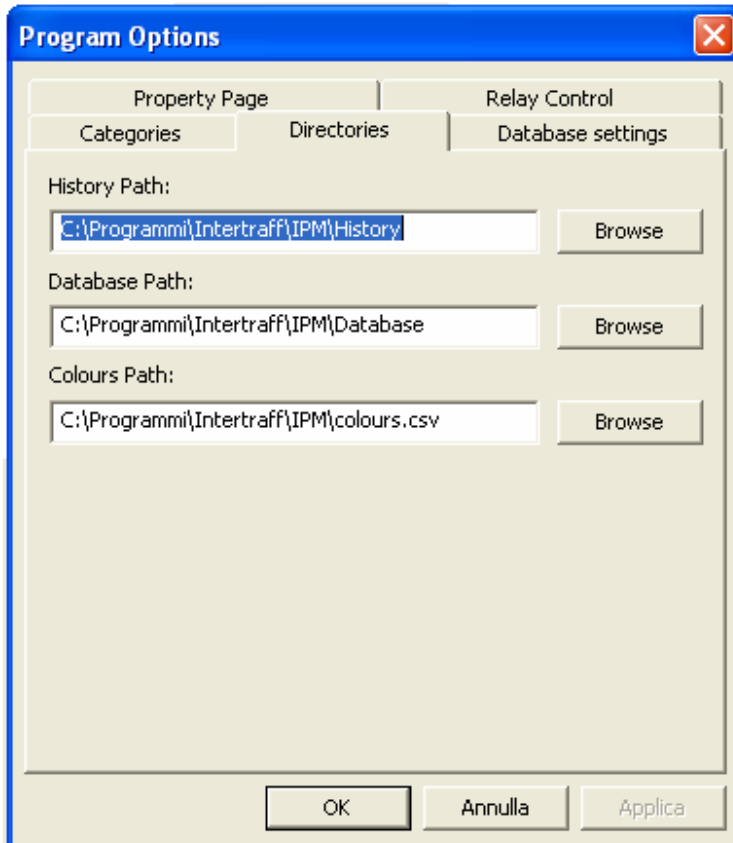 Program Options
Property Page
Relay Control
Categories
Directories
Database settings
History Path:
C:\Programmi\Intertraff\IPM\History
Browse
Database Path:
C:\Programmi\Intertraff\IPM\Database
Browse
Colours Path:
C:\Programmi\Intertraff\IPM\colours.csv
Browse
OK
Annulla
Applica